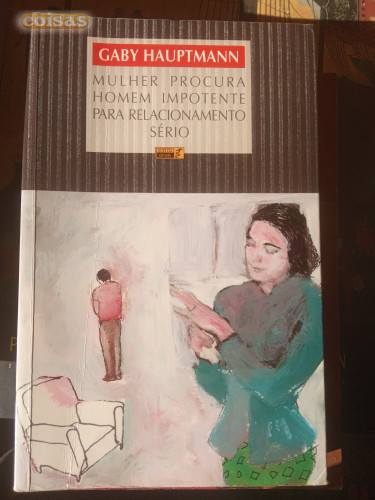 coisas
GABY HAUPTMANN
MULHER PROCURA
HOMEM IMPOTENTE
PARA RELACIONAMENTO
SÉRIO